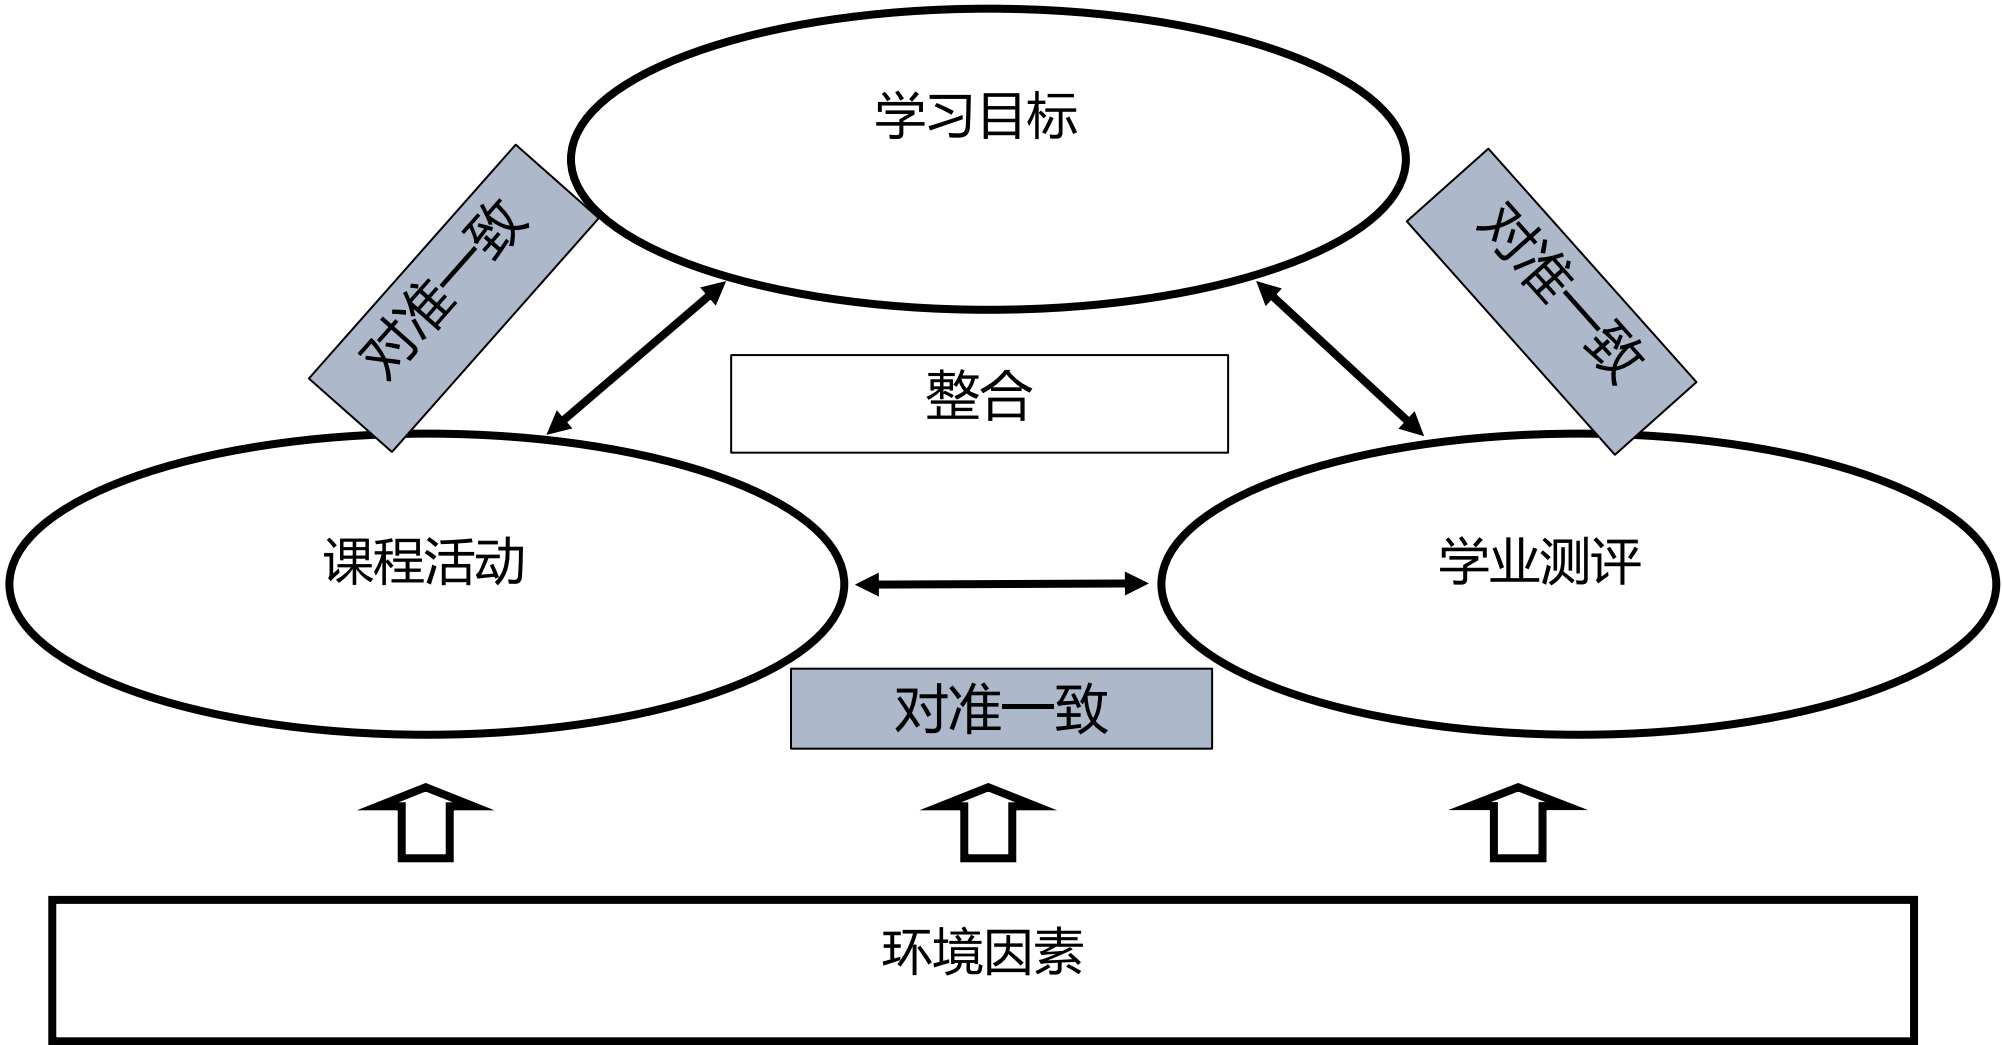 学习目标
对准一致
对准一致
整合
课程活动
学业测评
对准一致
环境因素